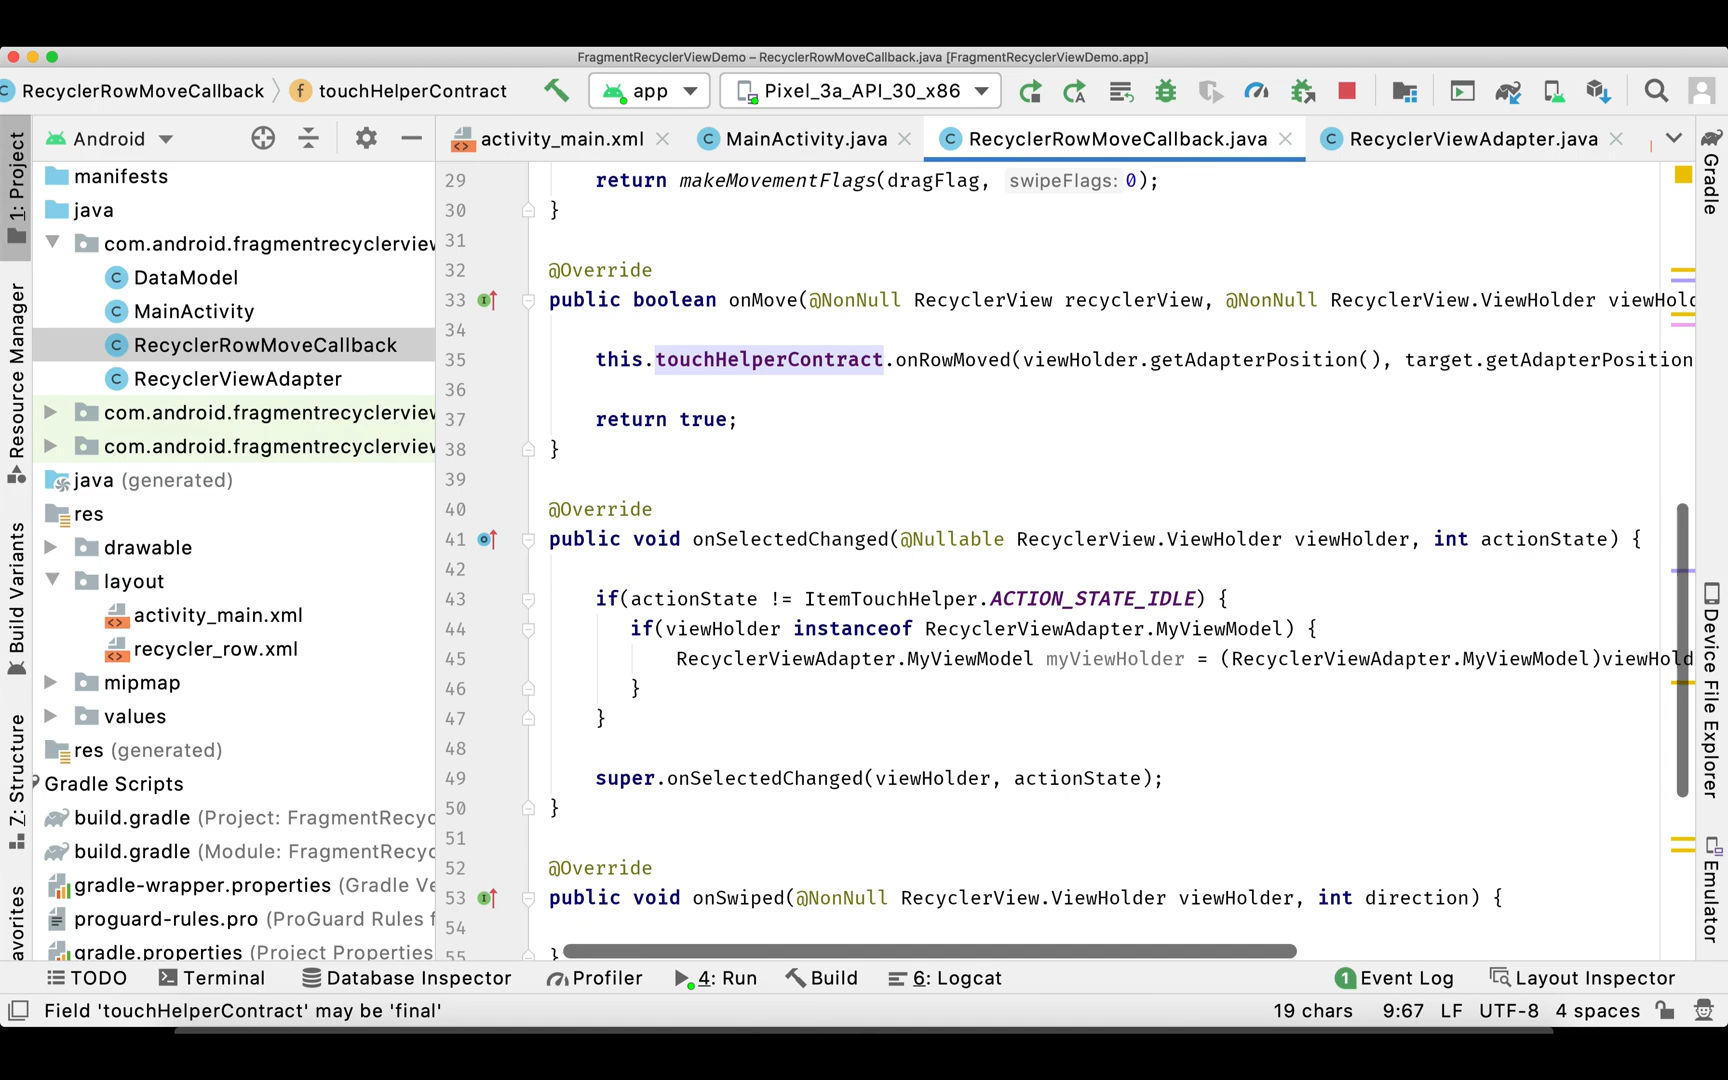 FragmentRecyclerViewDemo – RecyclerRowMoveCallback.java [FragmentRecyclerViewDemo.app]
RecyclerRowMoveCallback touchHelperContract app Pixel_3a_API_30_x86
Android activity_main.xml MainActivity.java RecyclerRowMoveCallback.java RecyclerViewAdapter.java
1: Project
Resource Manager
Build Variants
Z: Structure
avorites
manifests
java
com.android.fragmentrecyclerview
DataModel
MainActivity
RecyclerRowMoveCallback
RecyclerViewAdapter
com.android.fragmentrecyclerview
com.android.fragmentrecyclerview
java (generated)
res
drawable
layout
activity_main.xml
recycler_row.xml
mipmap
values
res (generated)
Gradle Scripts
build.gradle (Project: FragmentRecyc
build.gradle (Module: FragmentRecyc
gradle-wrapper.properties (Gradle Ve
proguard-rules.pro (ProGuard Rules f
gradle.properties (Project Properties
29 return makeMovementFlags(dragFlag, swipeFlags: 0);
30 }
31
32 @Override
33 public boolean onMove(@NonNull RecyclerView recyclerView, @NonNull RecyclerView.ViewHolder viewHold
34
35 this.touchHelperContract.onRowMoved(viewHolder.getAdapterPosition(), target.getAdapterPosition
36
37 return true;
38 }
39
40 @Override
41 public void onSelectedChanged(@Nullable RecyclerView.ViewHolder viewHolder, int actionState) {
42
43 if(actionState != ItemTouchHelper.ACTION_STATE_IDLE) {
44 if(viewHolder instanceof RecyclerViewAdapter.MyViewModel) {
45 RecyclerViewAdapter.MyViewModel myViewHolder = (RecyclerViewAdapter.MyViewModel)viewHold
46 }
47 }
48
49 super.onSelectedChanged(viewHolder, actionState);
50 }
51
52 @Override
53 public void onSwiped(@NonNull RecyclerView.ViewHolder viewHolder, int direction) {
54
55 }
Gradle
Device File Explorer
Emulator
TODO Terminal Database Inspector Profiler 4: Run Build 6: Logcat 1 Event Log Layout Inspector
Field 'touchHelperContract' may be 'final' 19 chars 9:67 LF UTF-8 4 spaces